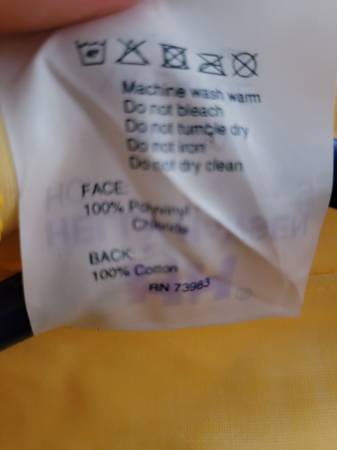 Machine wash warm
Do not bleach
Do not tumble dry
Do not iron
Do not dry clean
FACE:
100% Polyvinyl
Chloride
BACK:
100% Cotton
RN 73983